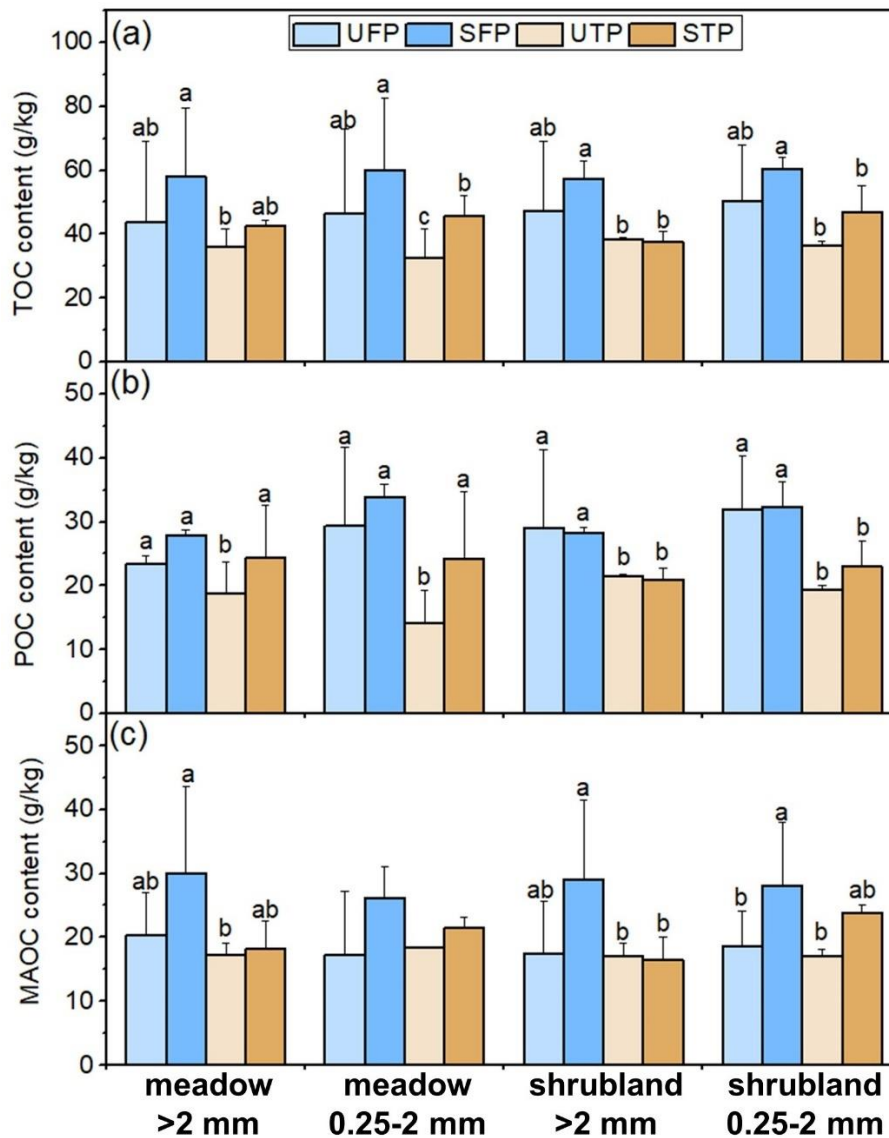 (a)
UFP SFP UTP STP
TOC content (g/kg)
100
80
60
40
20
0
ab a b ab
ab a c b
ab a b b
ab a b b
(b)
POC content (g/kg)
50
40
30
20
10
0
a a b a
a a b a
a a b b
a a b b
(c)
MAOC content (g/kg)
50
40
30
20
10
0
ab a b ab
ab a b b
b a b ab
meadow meadow shrubland shrubland
>2 mm 0.25-2 mm >2 mm 0.25-2 mm